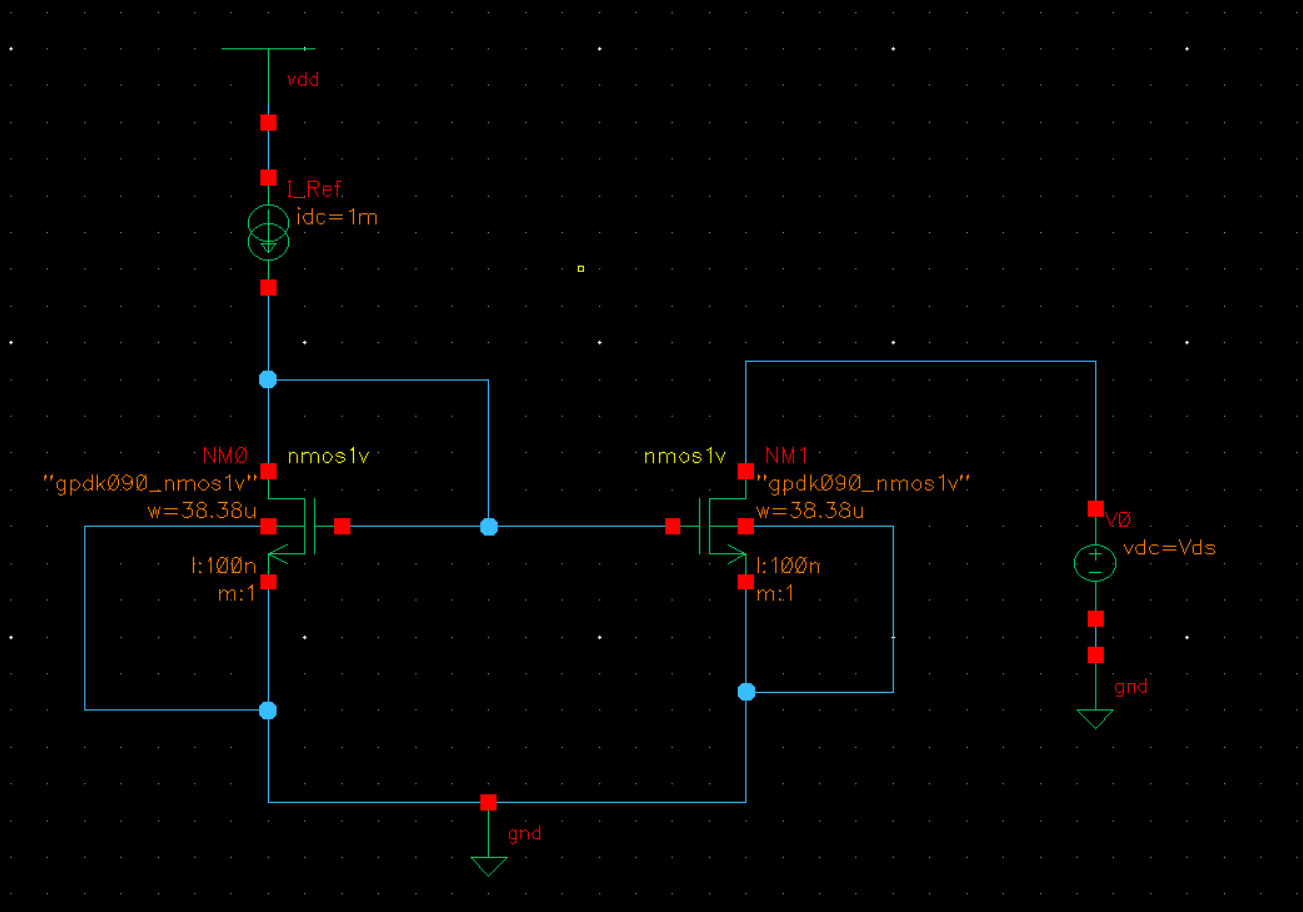 vdd
I_Ref
idc=1m
NM0
nmos1v
"gpdk090_nmos1v"
w=38.38u
l:100n
m:1
nmos1v
NM1
"gpdk090_nmos1v"
w=38.38u
l:100n
m:1
V0
vdc=Vds
gnd
gnd